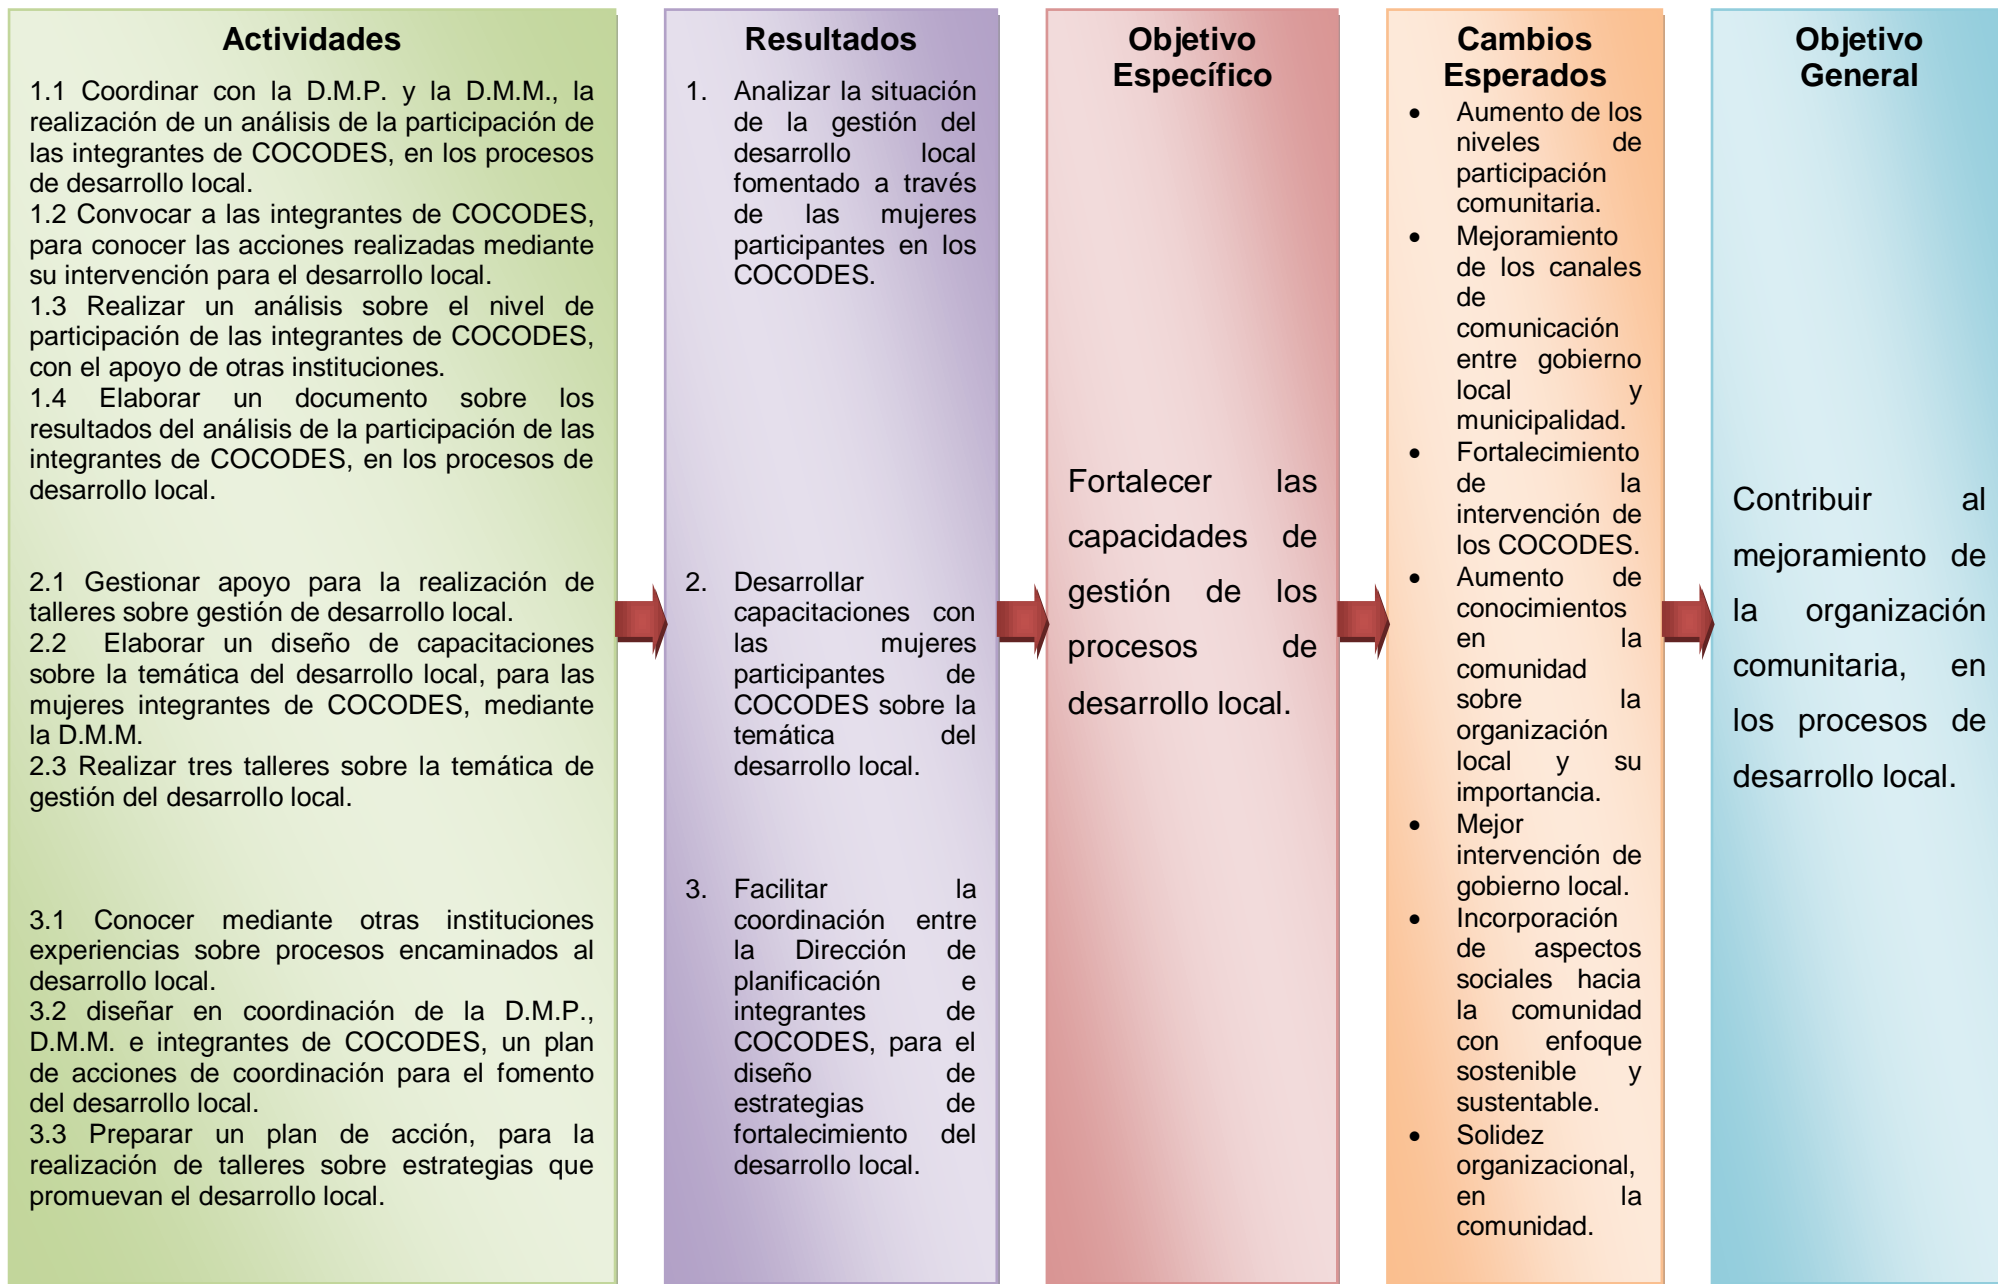 Actividades
1.1 Coordinar con la D.M.P. y la D.M.M., la
realización de un análisis de la participación de
las integrantes de COCODES, en los procesos
de desarrollo local.
1.2 Convocar a las integrantes de COCODES,
para conocer las acciones realizadas mediante
su intervención para el desarrollo local.
1.3 Realizar un análisis sobre el nivel de
participación de las integrantes de COCODES,
con el apoyo de otras instituciones.
1.4 Elaborar un documento sobre los
resultados del análisis de la participación de las
integrantes de COCODES, en los procesos de
desarrollo local.
2.1 Gestionar apoyo para la realización de
talleres sobre gestión de desarrollo local.
2.2 Elaborar un diseño de capacitaciones
sobre la temática del desarrollo local, para las
mujeres integrantes de COCODES, mediante
la D.M.M.
2.3 Realizar tres talleres sobre la temática de
gestión del desarrollo local.
3.1 Conocer mediante otras instituciones
experiencias sobre procesos encaminados al
desarrollo local.
3.2 diseñar en coordinación de la D.M.P.,
D.M.M. e integrantes de COCODES, un plan
de acciones de coordinación para el fomento
del desarrollo local.
3.3 Preparar un plan de acción, para la
realización de talleres sobre estrategias que
promuevan el desarrollo local.
Resultados
1. Analizar la situación
de la gestión del
desarrollo local
fomentado a través
de las mujeres
participantes en los
COCODES.
2. Desarrollar
capacitaciones con
las mujeres
participantes de
COCODES sobre la
temática del
desarrollo local.
3. Facilitar la
coordinación entre
la Dirección de
planificación e
integrantes de
COCODES, para el
diseño de
estrategias de
fortalecimiento del
desarrollo local.
Objetivo
Específico
Fortalecer las
capacidades de
gestión de los
procesos de
desarrollo local.
Cambios
Esperados
• Aumento de los
niveles de
participación
comunitaria.
• Mejoramiento
de los canales
de
comunicación
entre gobierno
local y
municipalidad.
• Fortalecimiento
de la
intervención de
los COCODES.
• Aumento de
conocimientos
en la
comunidad
sobre la
organización
local y su
importancia.
• Mejor
intervención de
gobierno local.
• Incorporación
de aspectos
sociales hacia
la comunidad
con enfoque
sostenible y
sustentable.
• Solidez
organizacional,
en la
comunidad.
Objetivo
General
Contribuir al
mejoramiento de
la organización
comunitaria, en
los procesos de
desarrollo local.